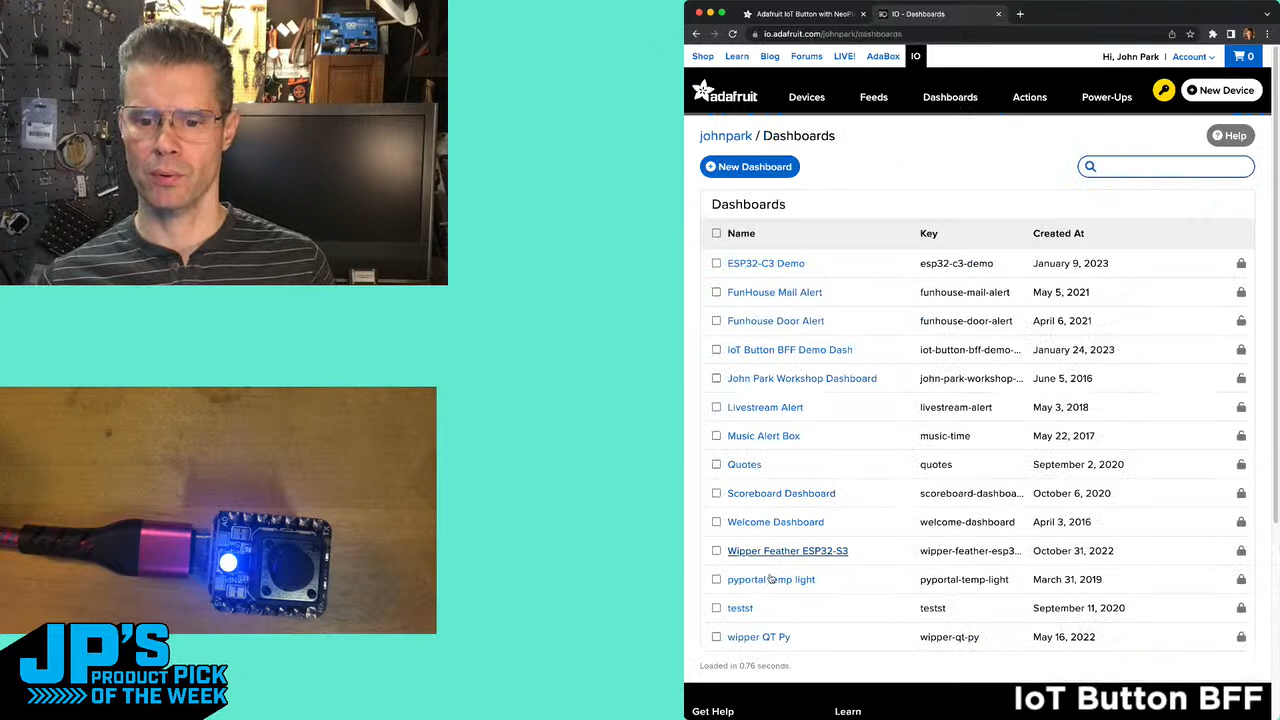 Adafruit IoT Button with NeoPi
IO - Dashboards
io.adafruit.com/johnpark/dashboards
Shop Learn Blog Forums LIVE! AdaBox IO
Hi, John Park | Account
0
adafruit
Devices Feeds Dashboards Actions Power-Ups
New Device
johnpark / Dashboards
Help
New Dashboard
Dashboards
Name Key Created At
ESP32-C3 Demo esp32-c3-demo January 9, 2023
FunHouse Mail Alert funhouse-mail-alert May 5, 2021
Funhouse Door Alert funhouse-door-alert April 6, 2021
IoT Button BFF Demo Dash iot-button-bff-demo-... January 24, 2023
John Park Workshop Dashboard john-park-workshop-... June 5, 2016
Livestream Alert livestream-alert May 3, 2018
Music Alert Box music-time May 22, 2017
Quotes quotes September 2, 2020
Scoreboard Dashboard scoreboard-dashboa... October 6, 2020
Welcome Dashboard welcome-dashboard April 3, 2016
Wipper Feather ESP32-S3 wipper-feather-esp3... October 31, 2022
pyportal temp light pyportal-temp-light March 31, 2019
testst testst September 11, 2020
wipper QT Py wipper-qt-py May 16, 2022
Loaded in 0.76 seconds.
Get Help Learn
IoT Button BFF
A0
TX
JP'S
PRODUCT PICK
OF THE WEEK